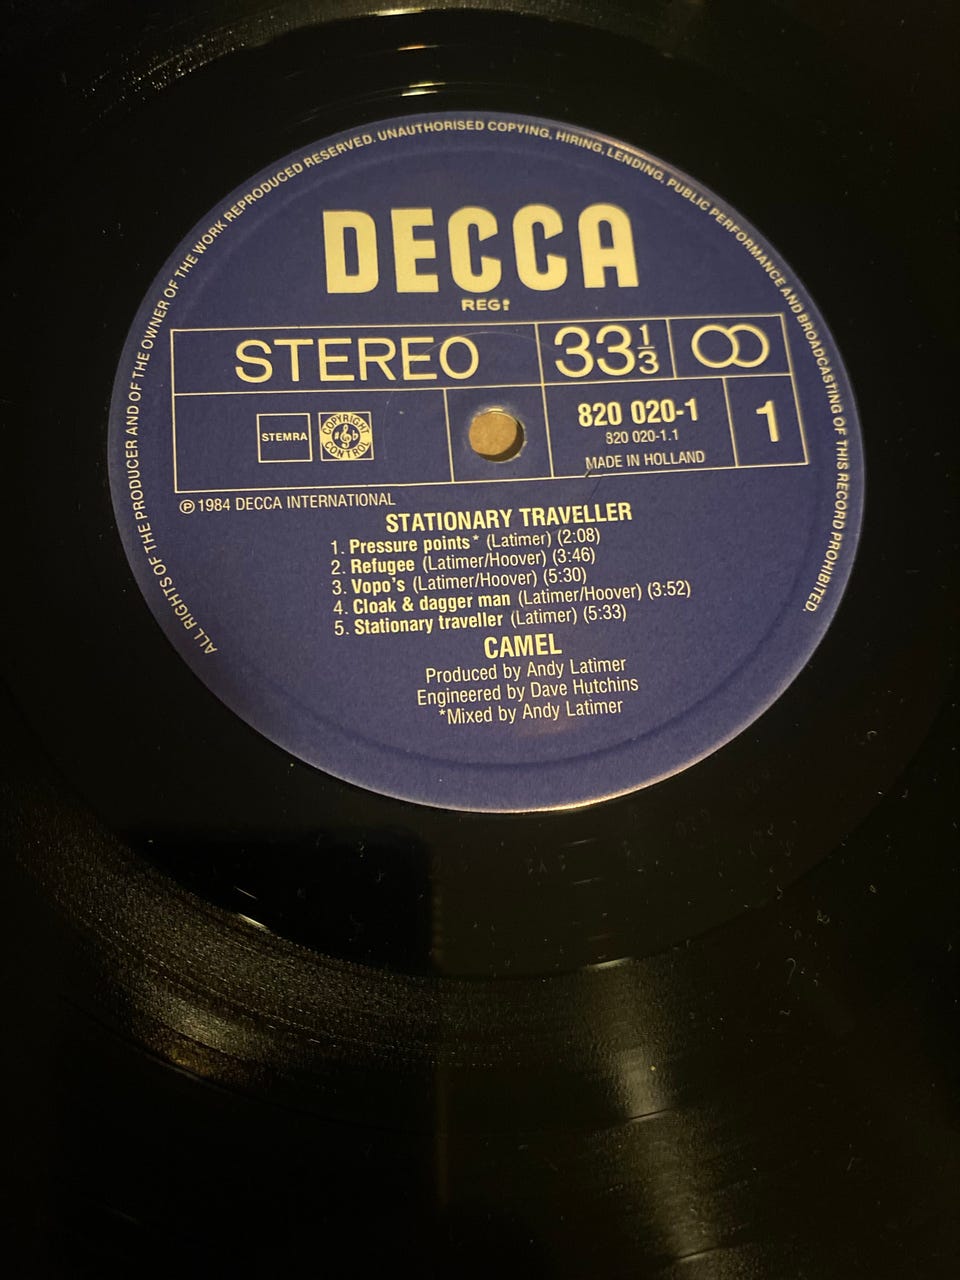 ALL RIGHTS OF THE PRODUCER AND OF THE OWNER OF THE WORK REPRODUCED RESERVED. UNAUTHORISED COPYING, HIRING, LENDING, PUBLIC PERFORMANCE AND BROADCASTING OF THIS RECORD PROHIBITED.
DECCA
REG:
STEREO 33 1/3
STEMRA COPYRIGHT CONTROL
820 020-1
820 020-1.1
MADE IN HOLLAND
1
℗ 1984 DECCA INTERNATIONAL
STATIONARY TRAVELLER
1. Pressure points* (Latimer) (2:08)
2. Refugee (Latimer/Hoover) (3:46)
3. Vopo's (Latimer/Hoover) (5:30)
4. Cloak & dagger man (Latimer/Hoover) (3:52)
5. Stationary traveller (Latimer) (5:33)
CAMEL
Produced by Andy Latimer
Engineered by Dave Hutchins
*Mixed by Andy Latimer